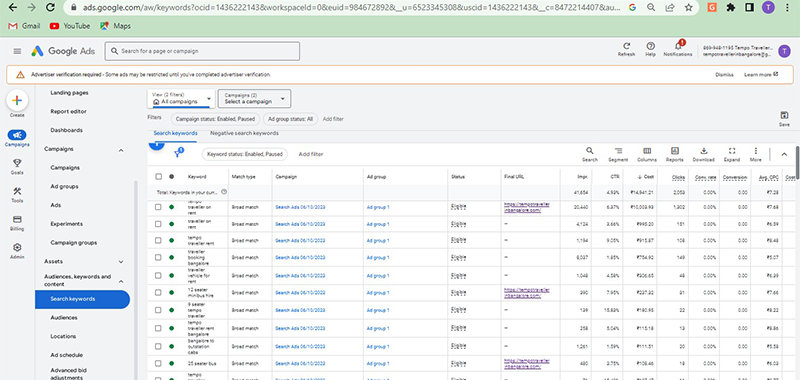 ads.google.com/aw/keywords?ocid=1436222143&workspaceId=0&euid=984672892&__u=6523345308&uscid=1436222143&__c=8472214407&au...
Gmail YouTube Maps
Google Ads
Search for a page or campaign
Refresh
Help
Notifications
Tempo Traveller...
T
Advertiser verification required - Some ads may be restricted until you've completed advertiser verification.
Dismiss Learn more
Create
Campaigns
Goals
Tools
Billing
Admin
Landing pages
Report editor
Dashboards
Campaigns
Campaigns
Ad groups
Ads
Experiments
Campaign groups
Assets
Audiences, keywords and
content
Search keywords
Audiences
Locations
Ad schedule
Advanced bid
adjustments
View (2 filters)
All campaigns
Campaigns (2)
Select a campaign
Filters
Campaign status: Enabled, Paused
Ad group status: All
Add filter
Save
Search keywords Negative search keywords
Keyword status: Enabled, Paused
Add filter
Search Segment Columns Reports Download Expand More
Keyword Match type Campaign Ad group Status Final URL Impr. CTR Cost Clicks Conv. rate Conversion Avg. CPC Cost
Total: Keywords in your curr... 41,654 4.93% ₹14,941.21 2,053 0.00% 0.00 ₹7.28
tempo
traveller on
rent Broad match Search Ads 06/10/2023 Ad group 1 Eligible https://tempotraveller
inbangalore.com/ 20,440 6.37% ₹10,003.93 1,302 0.00% 0.00 ₹7.68
traveller on
rent Broad match Search Ads 06/10/2023 Ad group 1 Eligible – 4,124 3.66% ₹995.20 151 0.00% 0.00 ₹6.59
tempo
traveller rent Broad match Search Ads 06/10/2023 Ad group 1 Eligible – 1,194 9.05% ₹915.87 108 0.00% 0.00 ₹8.48
traveller
booking
bangalore Broad match Search Ads 06/10/2023 Ad group 1 Eligible – 8,037 1.85% ₹754.92 149 0.00% 0.00 ₹5.07
traveller
vehicle for
rent Broad match Search Ads 06/10/2023 Ad group 1 Eligible – 1,048 4.58% 48 0.00% 0.00 ₹6.39
12 seater
minibus hire Broad match Search Ads 06/10/2023 Ad group 1 Eligible https://tempotraveller
inbangalore.com/ 390 7.95% ₹237.32 31 0.00% 0.00 ₹7.66
9 seater
tempo
traveller Broad match Search Ads 06/10/2023 Ad group 1 Eligible – 139 15.83% ₹180.95 22 0.00% 0.00 ₹8.22
tempo
traveller rent
bangalore Broad match Search Ads 06/10/2023 Ad group 1 Eligible – 258 5.04% ₹115.18 13 0.00% 0.00 ₹8.86
bangalore to
outstation
cabs Broad match Search Ads 06/10/2023 Ad group 1 Eligible – 1,261 1.59% ₹111.51 20 0.00% 0.00 ₹5.58
25 seater bus Broad match Search Ads 06/10/2023 Ad group 1 Eligible https://tempotraveller
inbangalore.com/ 480 3.75% ₹108.46 18 0.00% 0.00 ₹6.03
tempo